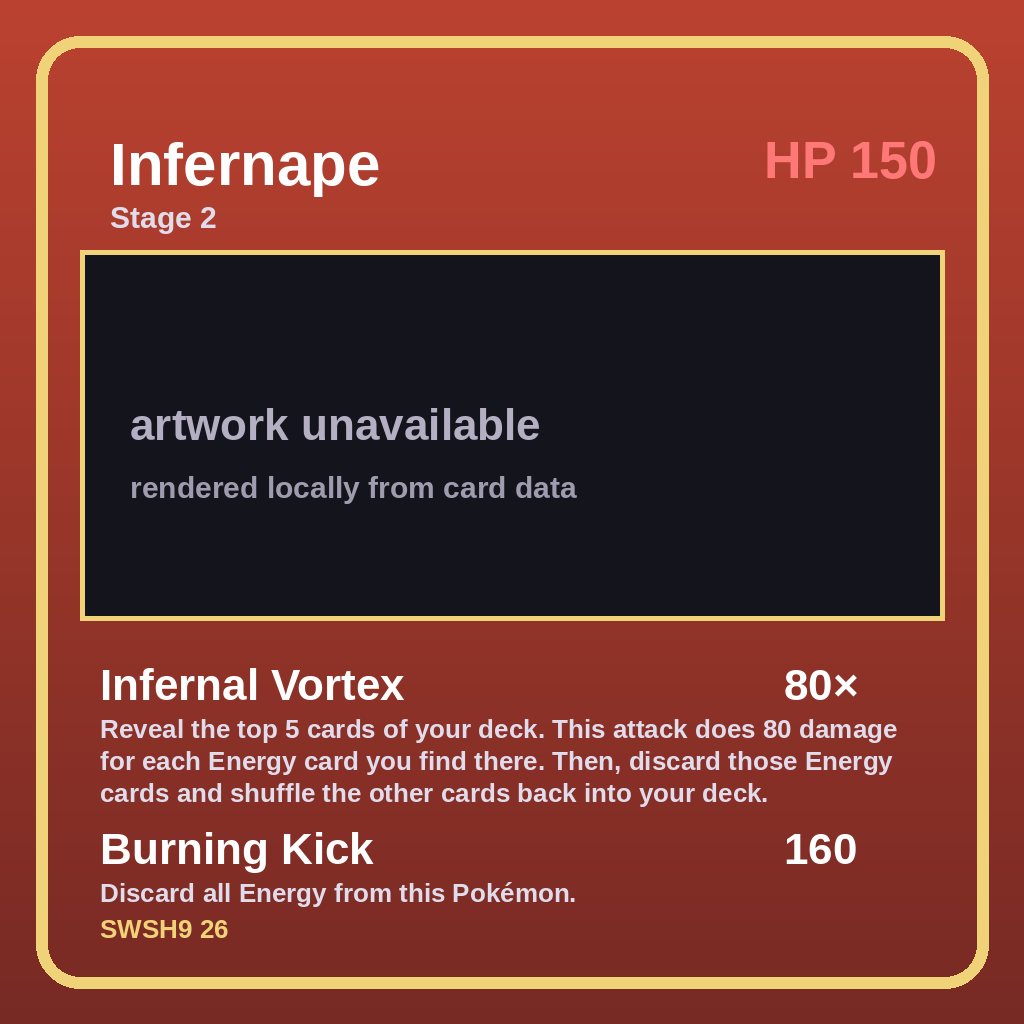 Infernape
HP 150
Stage 2
artwork unavailable
rendered locally from card data
Infernal Vortex
80×
Reveal the top 5 cards of your deck. This attack does 80 damage
for each Energy card you find there. Then, discard those Energy
cards and shuffle the other cards back into your deck.
Burning Kick
160
Discard all Energy from this Pokémon.
SWSH9 26